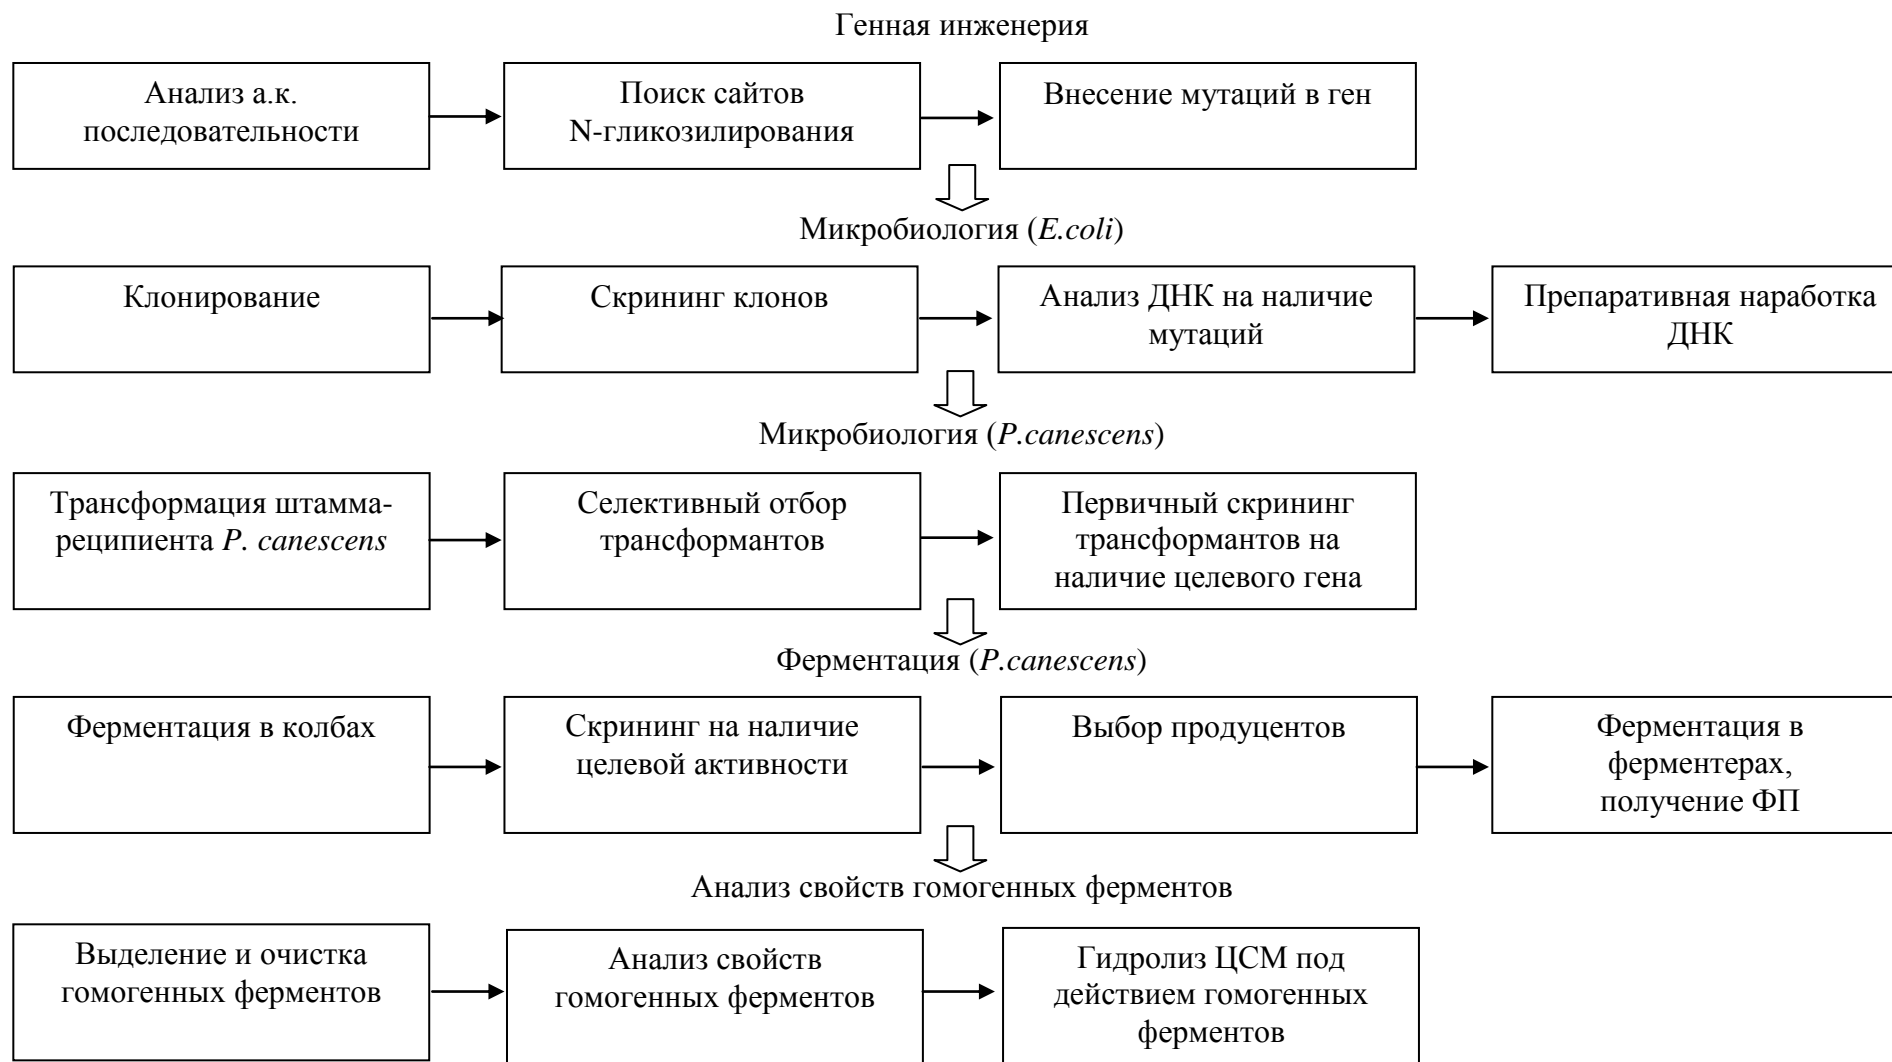 Генная инженерия
Анализ а.к.
последовательности
Поиск сайтов
N-гликозилирования
Внесение мутаций в ген
Микробиология (E.coli)
Клонирование
Скрининг клонов
Анализ ДНК на наличие
мутаций
Препаративная наработка
ДНК
Микробиология (P.canescens)
Трансформация штамма-
реципиента P. canescens
Селективный отбор
трансформантов
Первичный скрининг
трансформантов на
наличие целевого гена
Ферментация (P.canescens)
Ферментация в колбах
Скрининг на наличие
целевой активности
Выбор продуцентов
Ферментация в
ферментерах,
получение ФП
Анализ свойств гомогенных ферментов
Выделение и очистка
гомогенных ферментов
Анализ свойств
гомогенных ферментов
Гидролиз ЦСМ под
действием гомогенных
ферментов